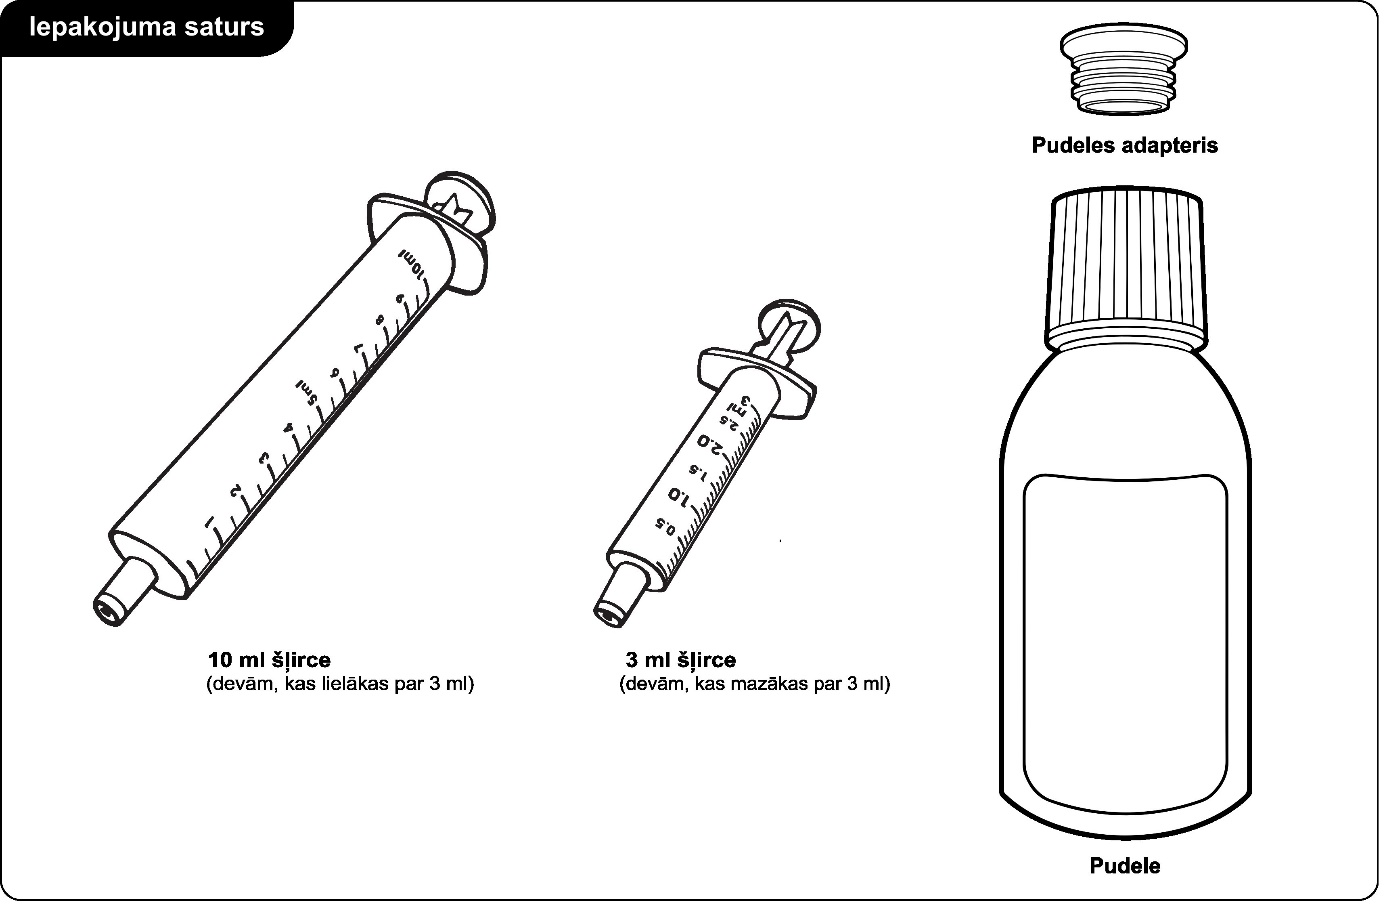 Iepakojuma saturs
Pudeles adapteris
10ml
9
8
7
6
5ml
4
3
2
1
3
ml
2.5
2.0
1.5
1.0
0.5
10 ml šļirce
(devām, kas lielākas par 3 ml)
3 ml šļirce
(devām, kas mazākas par 3 ml)
Pudele